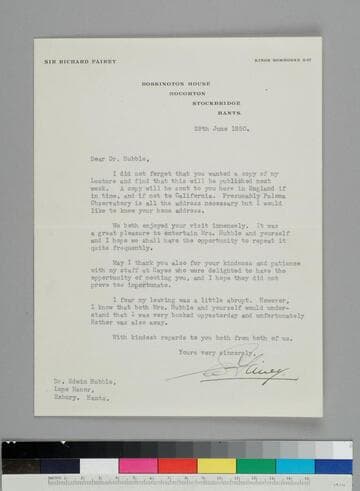 SIR RICHARD FAIREY
KINGS SOMBORNE 247
BOSSINGTON HOUSE
HOUGHTON
STOCKBRIDGE
HANTS.
29th June 1950.
Dear Dr. Hubble,
I did not forget that you wanted a copy of my
Lecture and find that this will be published next
week. A copy will be sent to you here in England if
in time, and if not to California. Presumably Paloma
Observatory is all the address necessary but I would
like to know your home address.
We both enjoyed your visit immensely. It was
a great pleasure to entertain Mrs. Hubble and yourself
and I hope we shall have the opportunity to repeat it
quite frequently.
May I thank you also for your kindness and patience
with my staff at Hayes who were delighted to have the
opportunity of meeting you, and I hope they did not
prove too importunate.
I fear my leaving was a little abrupt. However,
I know that both Mrs. Hubble and yourself would under-
stand that I was very booked up yesterday and unfortunately
Esther was also away.
With kindest regards to you both from both of us.
Yours very sincerely,
Fairey.
Dr. Edwin Hubble,
Lepe Manor,
Exbury. Hants.